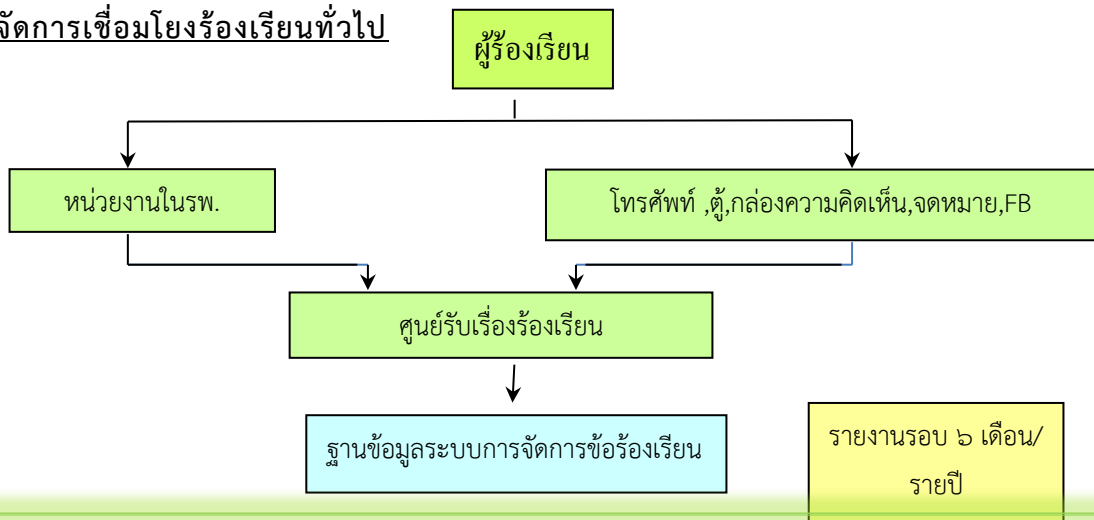 จัดการเชื่อมโยงร้องเรียนทั่วไป
ผู้ร้องเรียน
หน่วยงานในรพ.
โทรศัพท์ ,ตู้,กล่องความคิดเห็น,จดหมาย,FB
ศูนย์รับเรื่องร้องเรียน
ฐานข้อมูลระบบการจัดการข้อร้องเรียน
รายงานรอบ ๖ เดือน/
รายปี